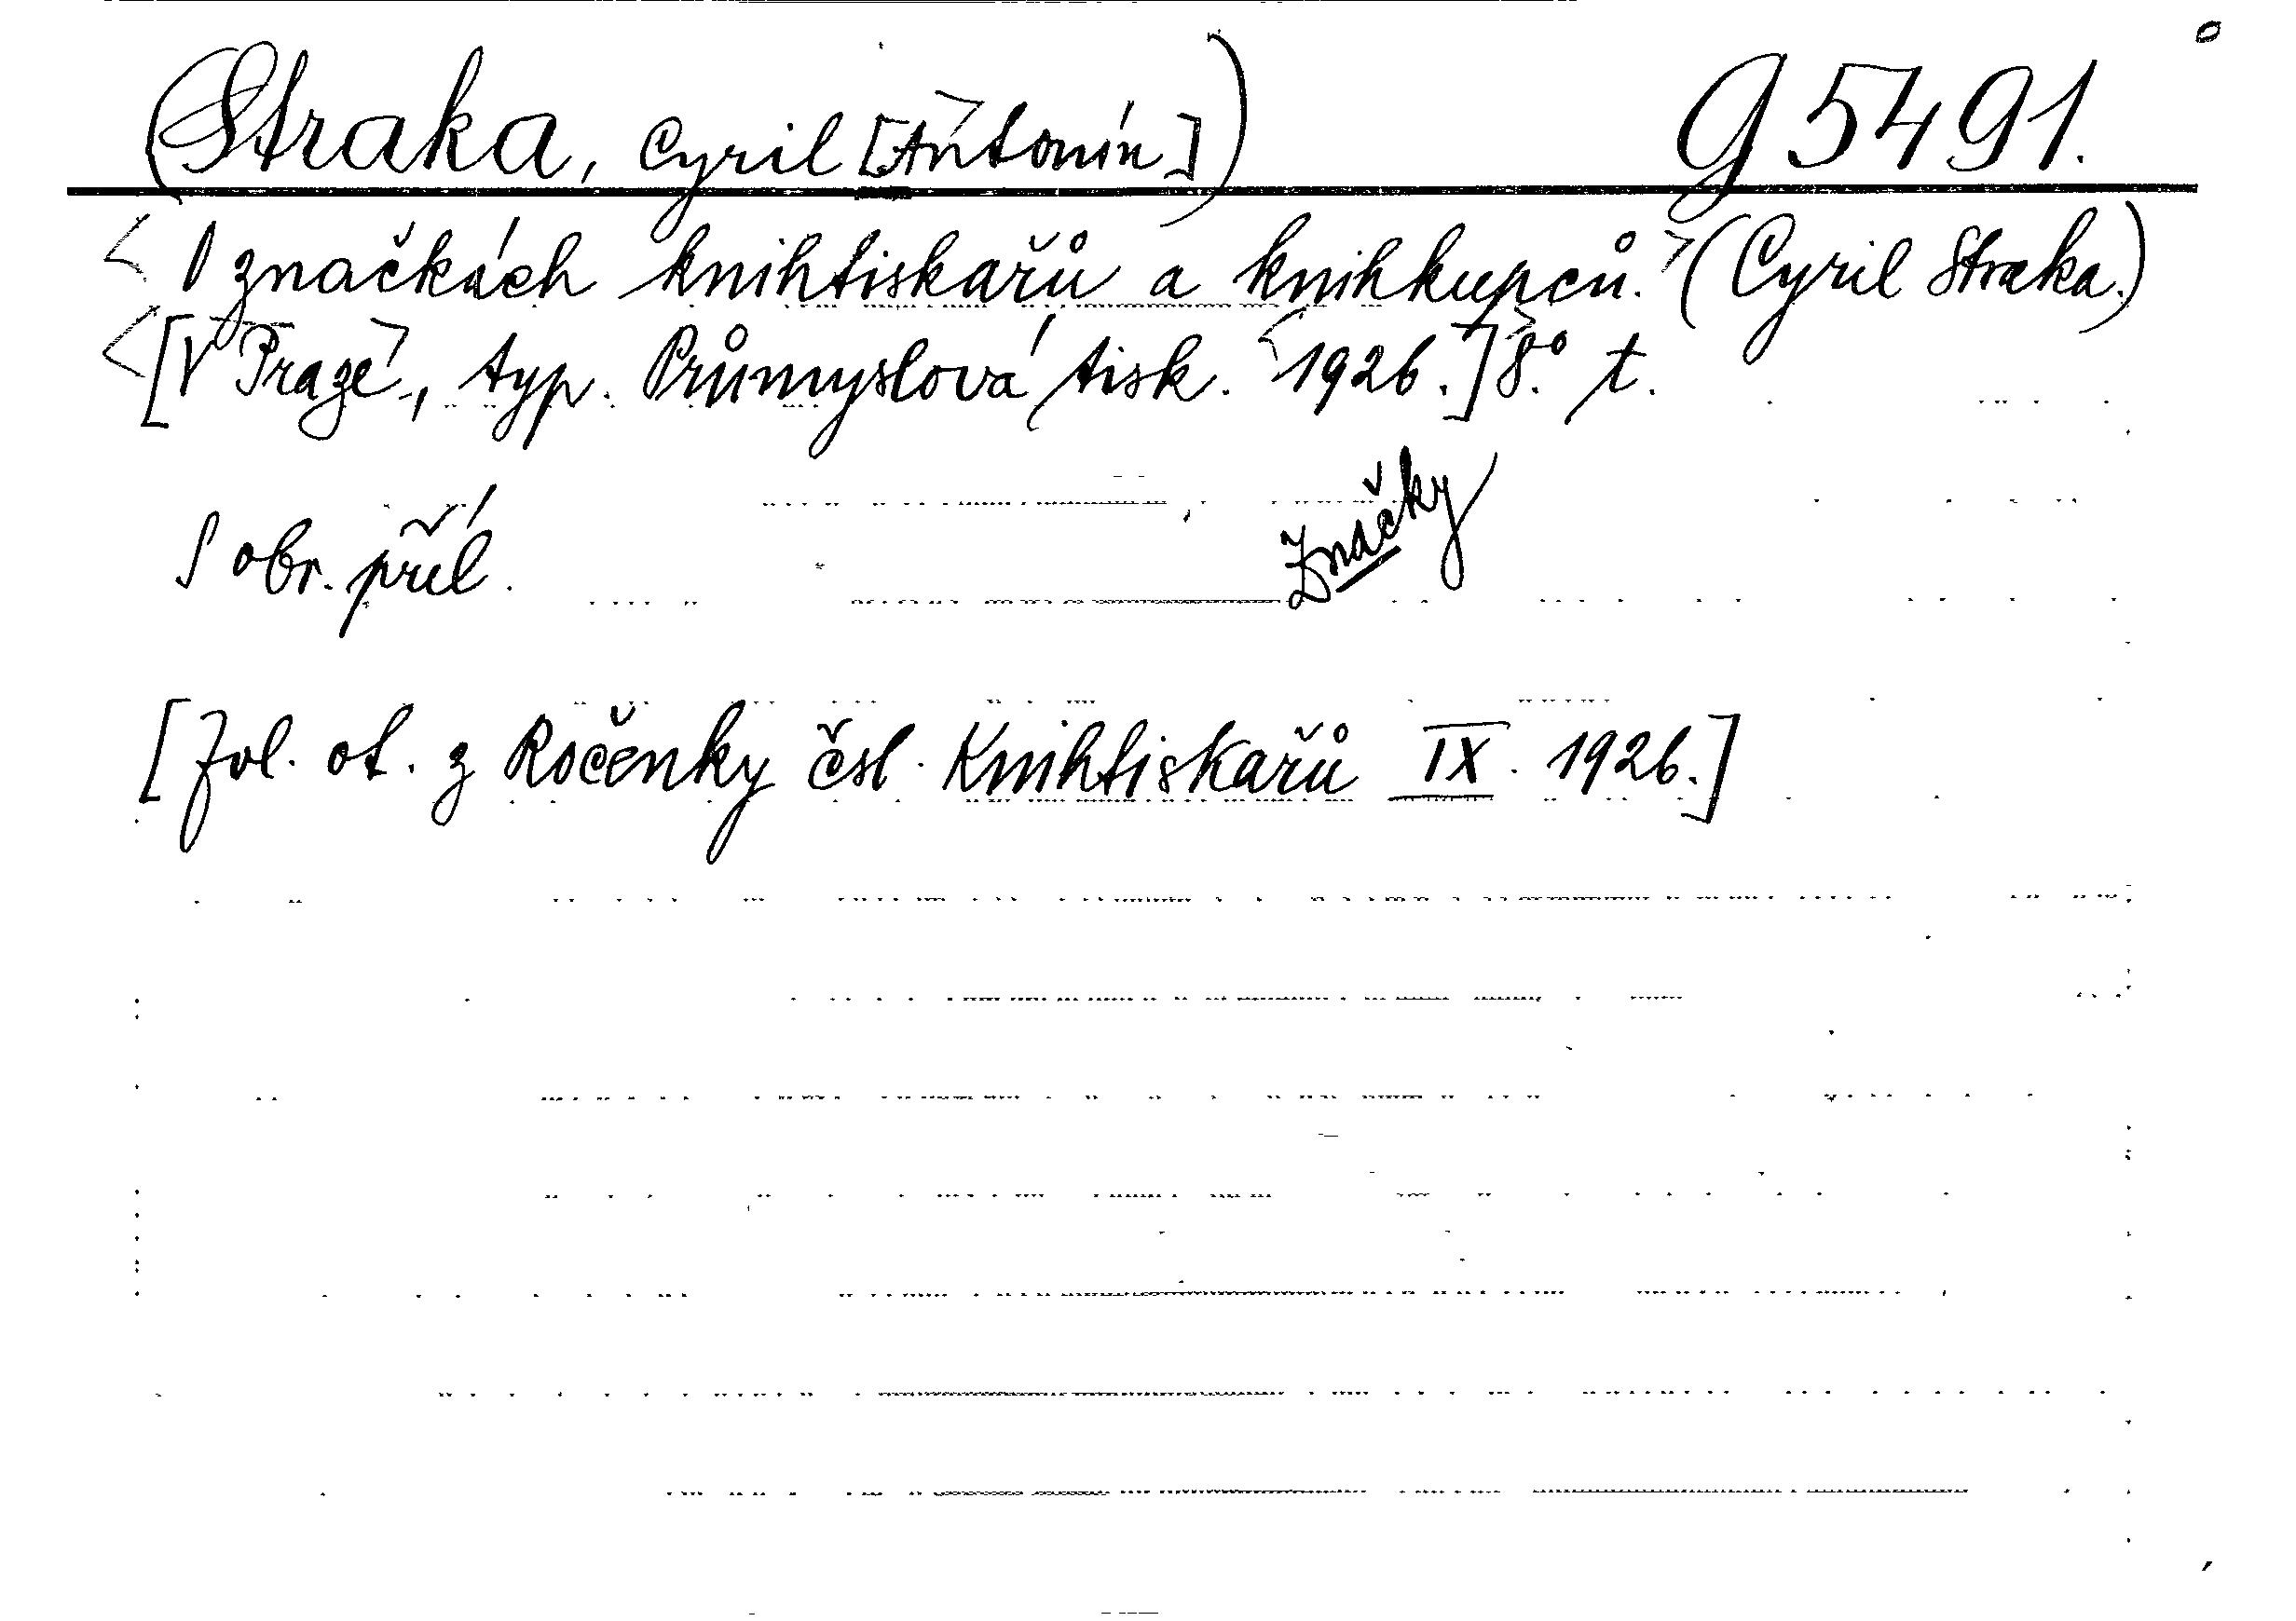 (Straka, Cyril [Antonín]) G 5491.
<O značkách knihtiskařů a knihkupců.> (Cyril Straka.)
<[V Praze>, typ. Průmyslová tisk. <1926.]> 8.° t.
Značky
S obr. příl.
[Zvl. ot. z Ročenky čsl. Knihtiskařů IX. 1926.]